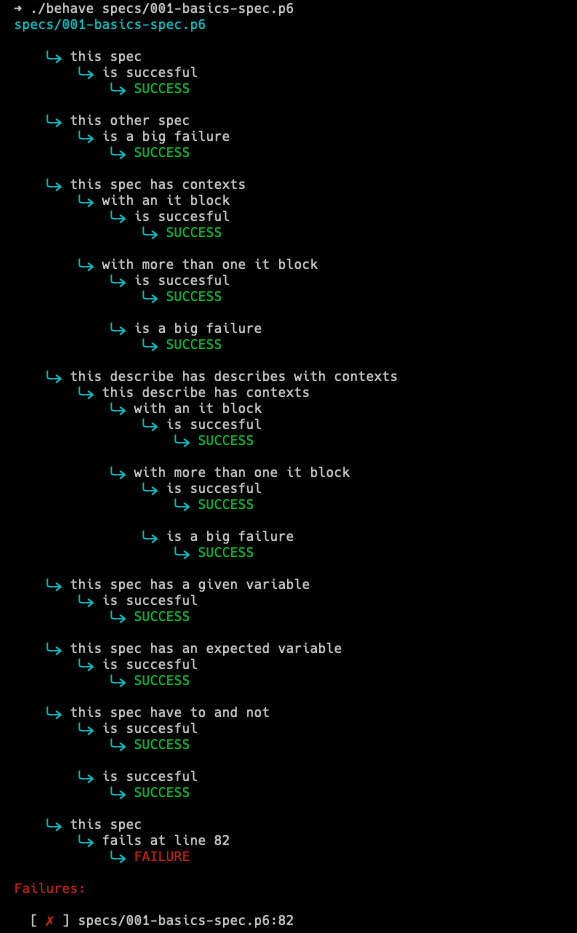 ➜ ./behave specs/001-basics-spec.p6
specs/001-basics-spec.p6
↪ this spec
↪ is succesful
↪ SUCCESS
↪ this other spec
↪ is a big failure
↪ SUCCESS
↪ this spec has contexts
↪ with an it block
↪ is succesful
↪ SUCCESS
↪ with more than one it block
↪ is succesful
↪ SUCCESS
↪ is a big failure
↪ SUCCESS
↪ this describe has describes with contexts
↪ this describe has contexts
↪ with an it block
↪ is succesful
↪ SUCCESS
↪ with more than one it block
↪ is succesful
↪ SUCCESS
↪ is a big failure
↪ SUCCESS
↪ this spec has a given variable
↪ is succesful
↪ SUCCESS
↪ this spec has an expected variable
↪ is succesful
↪ SUCCESS
↪ this spec have to and not
↪ is succesful
↪ SUCCESS
↪ is succesful
↪ SUCCESS
↪ this spec
↪ fails at line 82
↪ FAILURE
Failures:
[ ✗ ] specs/001-basics-spec.p6:82